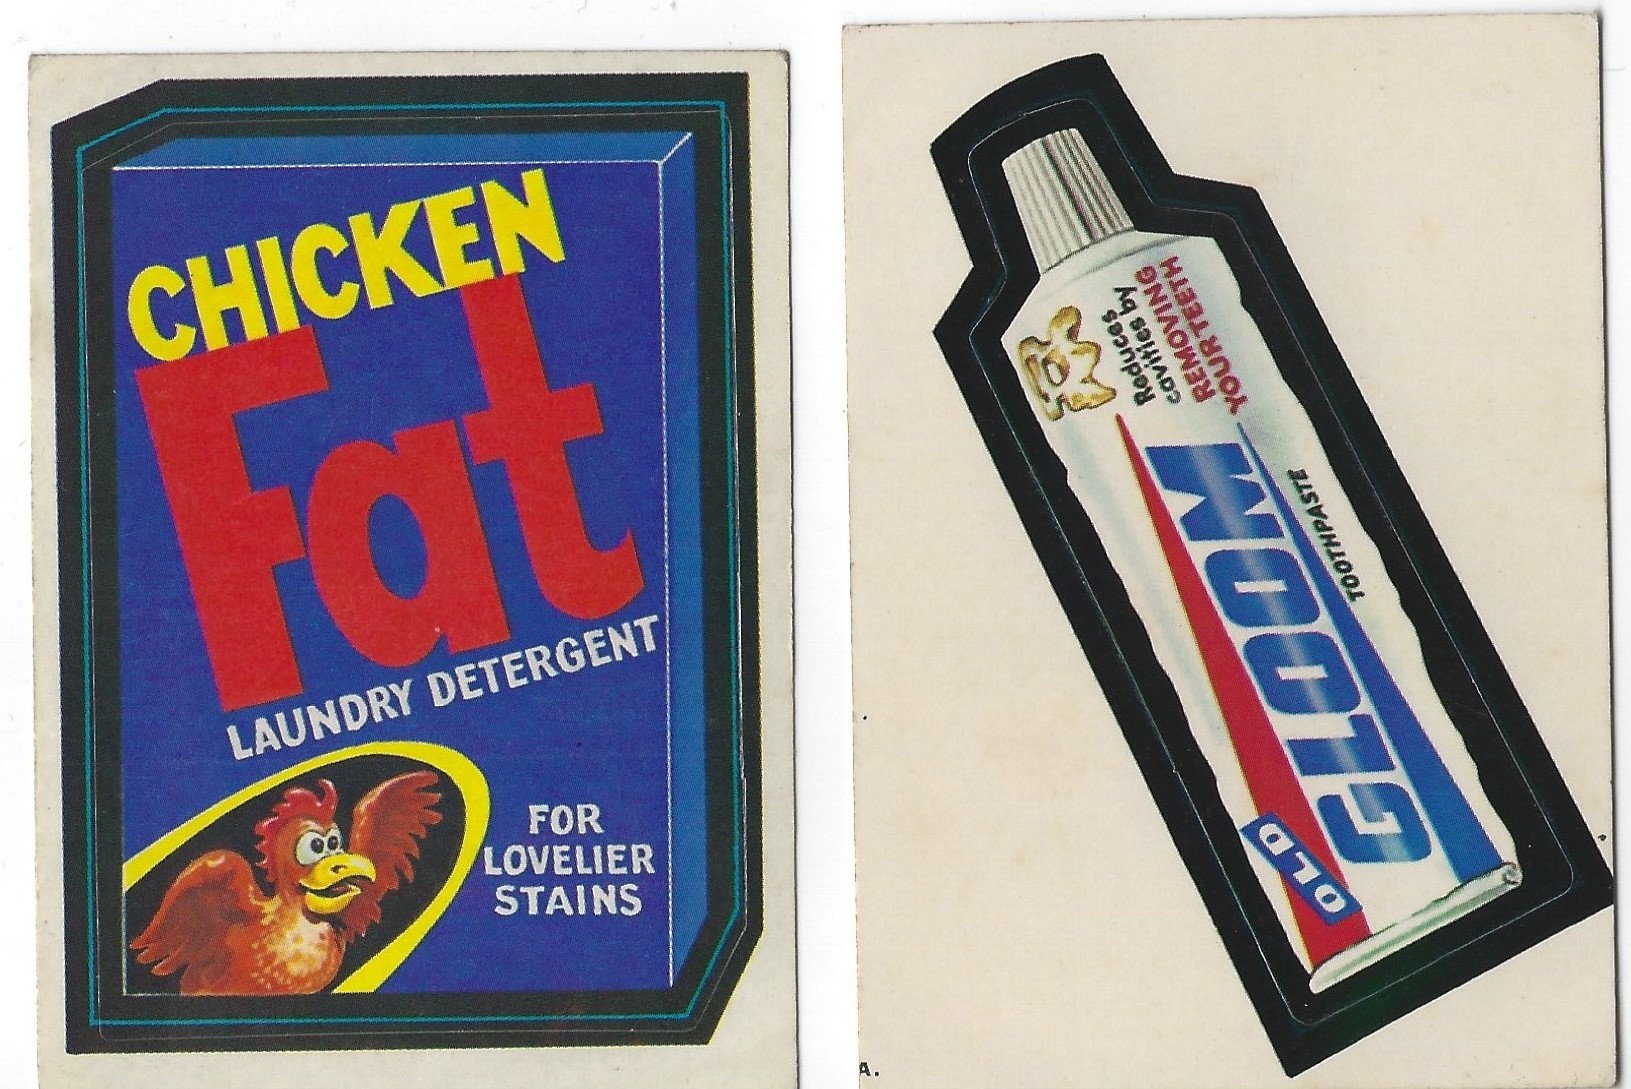 CHICKEN
Fat
LAUNDRY DETERGENT
FOR
LOVELIER
STAINS
Reduces
cavities by
REMOVING
YOUR TEETH
OLD
GLOOM
TOOTHPASTE
A.